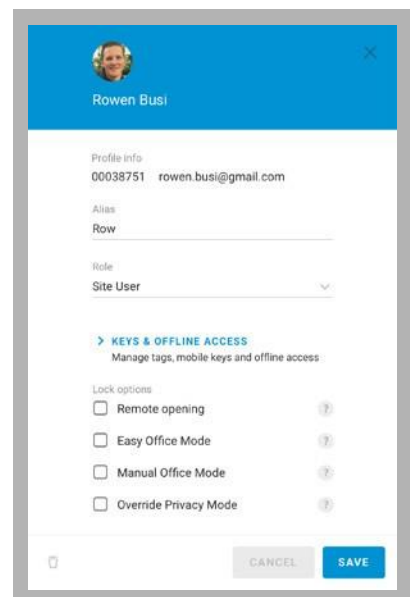 Rowen Busi
Profile info
00038751 rowen.busi@gmail.com
Alias
Row
Role
Site User
KEYS & OFFLINE ACCESS
Manage tags, mobile keys and offline access
Lock options
Remote opening ?
Easy Office Mode ?
Manual Office Mode ?
Override Privacy Mode ?
CANCEL SAVE